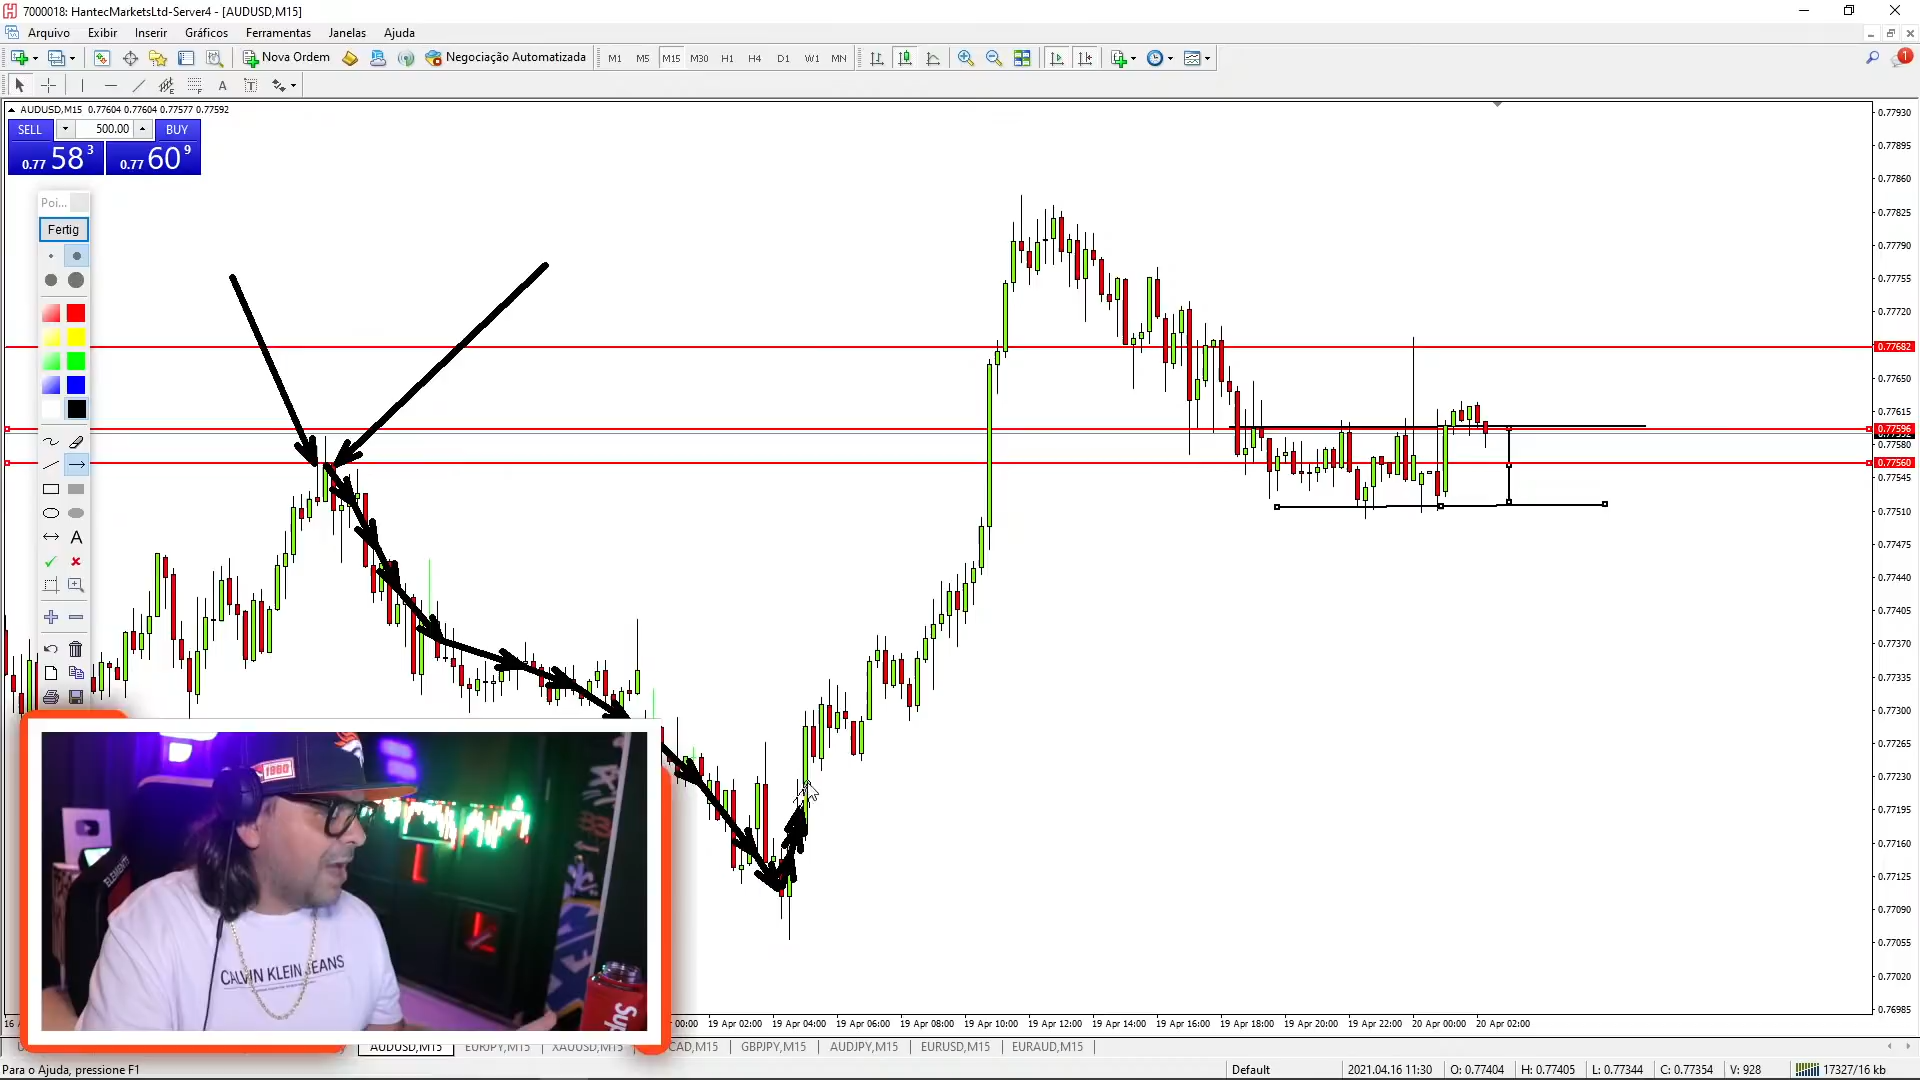 7000018: HantecMarketsLtd-Server4 - [AUDUSD,M15]
Arquivo Exibir Inserir Gráficos Ferramentas Janelas Ajuda
Nova Ordem Negociação Automatizada M1 M5 M15 M30 H1 H4 D1 W1 MN
1
A T
AUDUSD,M15 0.77604 0.77604 0.77577 0.77592
SELL 500.00 BUY
0.77 58 3 0.77 60 9
Poi...
Fertig
A
0.77930
0.77895
0.77860
0.77825
0.77790
0.77755
0.77720
0.77682
0.77650
0.77615
0.77596
0.77580
0.77560
0.77545
0.77510
0.77475
0.77440
0.77405
0.77370
0.77335
0.77300
0.77265
0.77230
0.77195
0.77160
0.77125
0.77090
0.77055
0.77020
0.76985
1980
ELEMENTS
CALVIN KLEIN JEANS
Sup
16 00:00 19 Apr 02:00 19 Apr 04:00 19 Apr 06:00 19 Apr 08:00 19 Apr 10:00 19 Apr 12:00 19 Apr 14:00 19 Apr 16:00 19 Apr 18:00 19 Apr 20:00 19 Apr 22:00 20 Apr 00:00 20 Apr 02:00
AUDUSD,M15 EURJPY,M15 XAUUSD,M15 CAD,M15 GBPJPY,M15 AUDJPY,M15 EURUSD,M15 EURAUD,M15
Para o Ajuda, pressione F1 Default 2021.04.16 11:30 O: 0.77404 H: 0.77405 L: 0.77344 C: 0.77354 V: 928 17327/16 kb